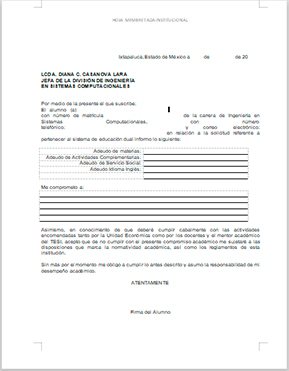 HOJA MEMBRETADA INSTITUCIONAL
Ixtapaluca, Estado de México a de de 20
LCDA. DIANA C. CASANOVA LARA
JEFA DE LA DIVISIÓN DE INGENIERÍA
EN SISTEMAS COMPUTACIONALES
Por medio de la presente el que suscribe:
El alumno (a)
con número de matrícula de la carrera de Ingeniería en
Sistemas Computacionales, con número
telefónico, y correo electrónico:
en relación a la solicitud referente a
pertenecer al sistema de educación dual informo lo siguiente:
Adeudo de materias:
Adeudo de Actividades Complementarias:
Adeudo de Servicio Social:
Adeudo Idioma Inglés:
Me comprometo a:
Asimismo, en conocimiento de que deberé cumplir cabalmente con las actividades
encomendadas tanto por la Unidad Económica como por los docentes y el mentor académico
del TESI, acepto que de no cumplir con el presente compromiso académico me sujetaré a las
disposiciones que marca la normatividad académica, así como los reglamentos de esta
institución.
Sin más por el momento me obligo a cumplir lo antes descrito y asumo la responsabilidad de mi
desempeño académico.
ATENTAMENTE
Firma del Alumno